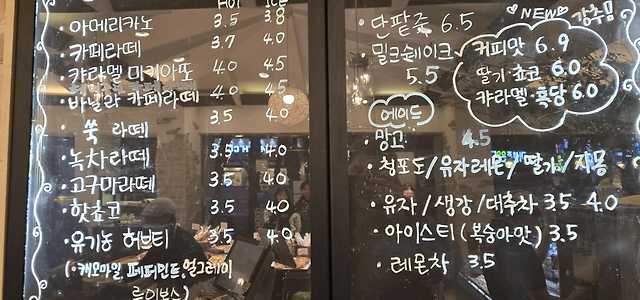 HOT ICE
· 아메리카노 3.5 3.8
· 카페라떼 3.7 4.0
· 캬라멜 마키아또 4.0 4.5
· 바닐라 카페라떼 4.0 4.5
· 쑥 라떼 3.5 4.0
· 녹차라떼 3.5 4.0
· 고구마라떼 3.5 4.0
· 핫쵸코 3.5 4.0
· 유기농 허브티 3.5 4.0
(·캐모마일 페퍼민트. 얼그레이
루이보스)
· 단팥죽 6.5
· 밀크쉐이크
5.5
NEW 강추!
커피맛 6.9
딸기·쵸코 6.0
캬라멜·흑당 6.0
· 에이드
망고 4.5
· 청포도/유자레몬/딸기/자몽
· 유자/생강/대추차 3.5 4.0
· 아이스티(복숭아맛) 3.5
· 레몬차 3.5